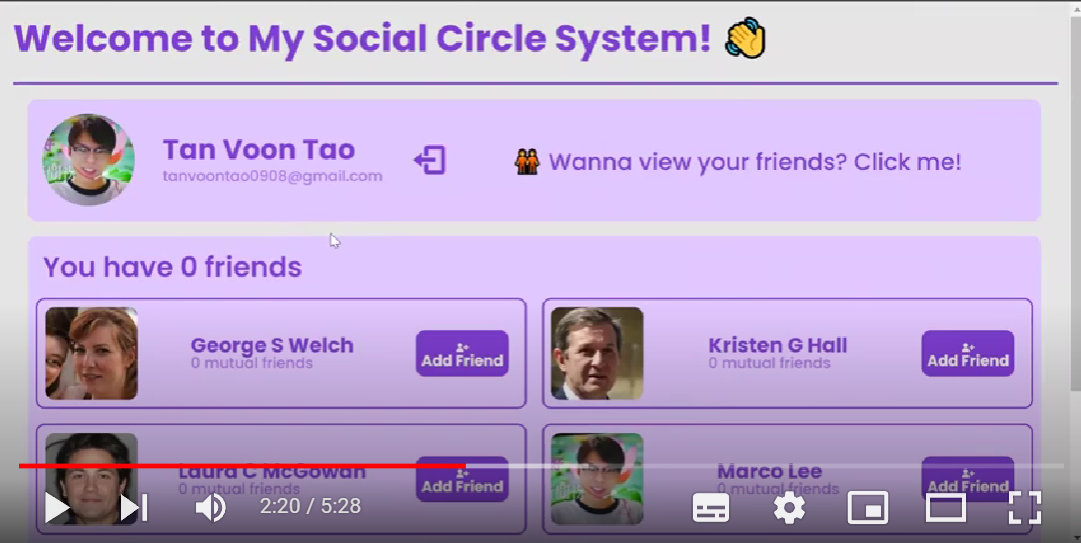 Welcome to My Social Circle System! 👋
Tan Voon Tao
tanvoontao0908@gmail.com
Wanna view your friends? Click me!
You have 0 friends
George S Welch
0 mutual friends
Add Friend
Kristen G Hall
0 mutual friends
Add Friend
Laura C McGowan
0 mutual friends
Add Friend
Marco Lee
0 mutual friends
Add Friend
2:20 / 5:28